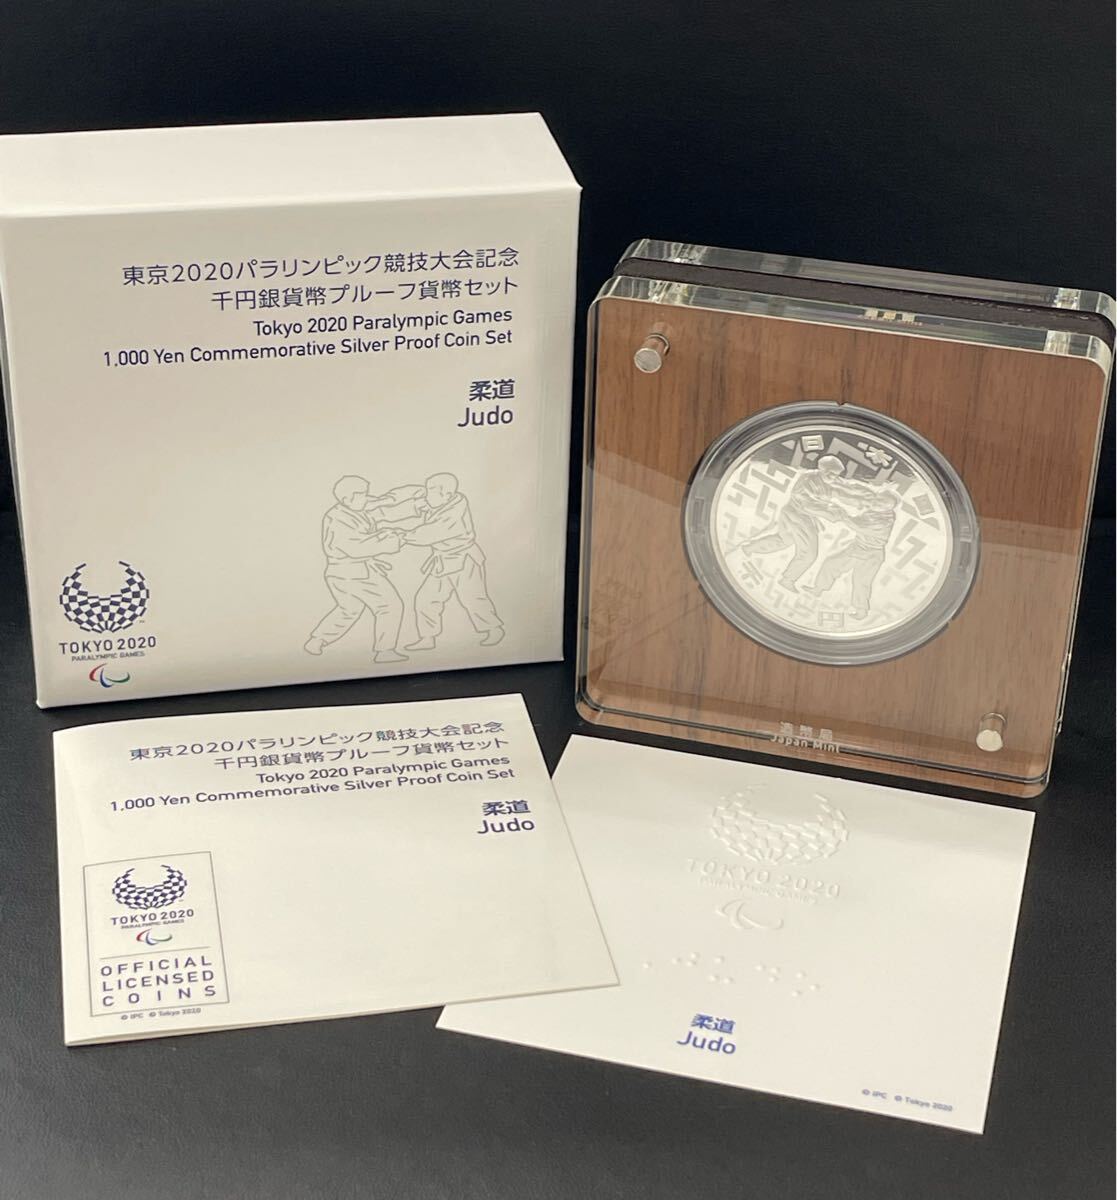 東京2020パラリンピック競技大会記念
千円銀貨幣プルーフ貨幣セット
Tokyo 2020 Paralympic Games
1,000 Yen Commemorative Silver Proof Coin Set
柔道
Judo
TOKYO 2020
PARALYMPIC GAMES
日本国
千円
造幣局
Japan Mint
東京2020パラリンピック競技大会記念
千円銀貨幣プルーフ貨幣セット
Tokyo 2020 Paralympic Games
1,000 Yen Commemorative Silver Proof Coin Set
柔道
Judo
TOKYO 2020
PARALYMPIC GAMES
OFFICIAL
LICENSED
COINS
© IPC © Tokyo 2020
TOKYO 2020
PARALYMPIC GAMES
柔道
Judo
© IPC © Tokyo 2020